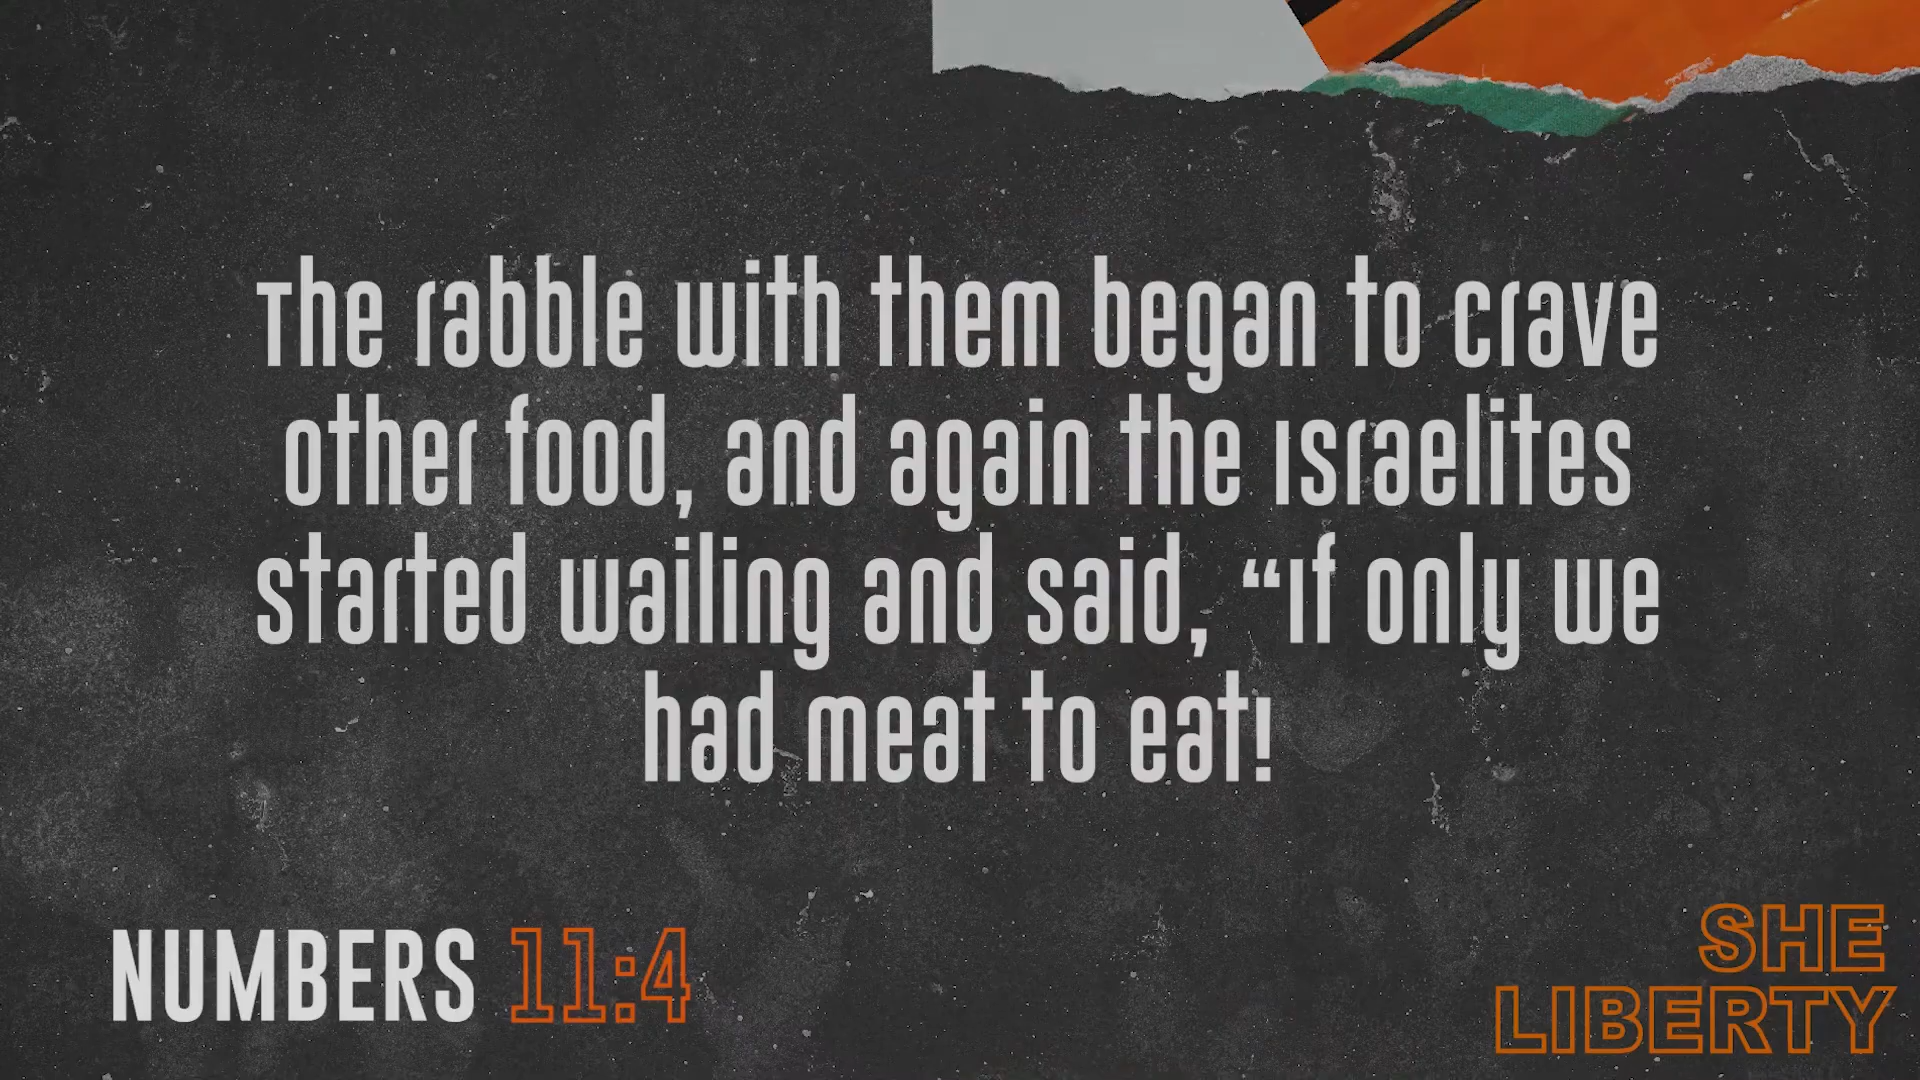 The rabble with them began to crave
other food, and again the Israelites
started wailing and said, “If only we
had meat to eat!
NUMBERS 11:4
SHE
LIBERTY